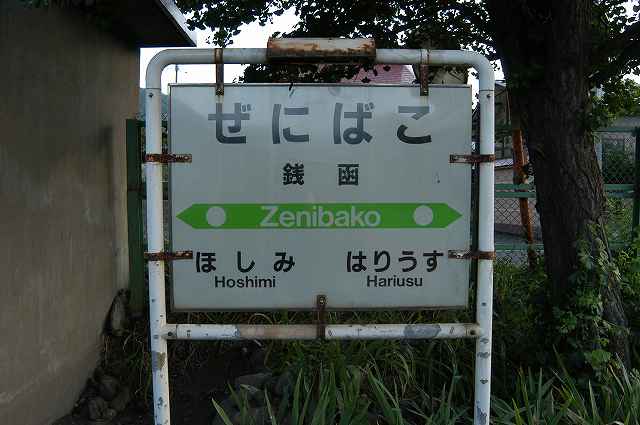 ぜにばこ
銭函
Zenibako
ほしみ はりうす
Hoshimi Hariusu